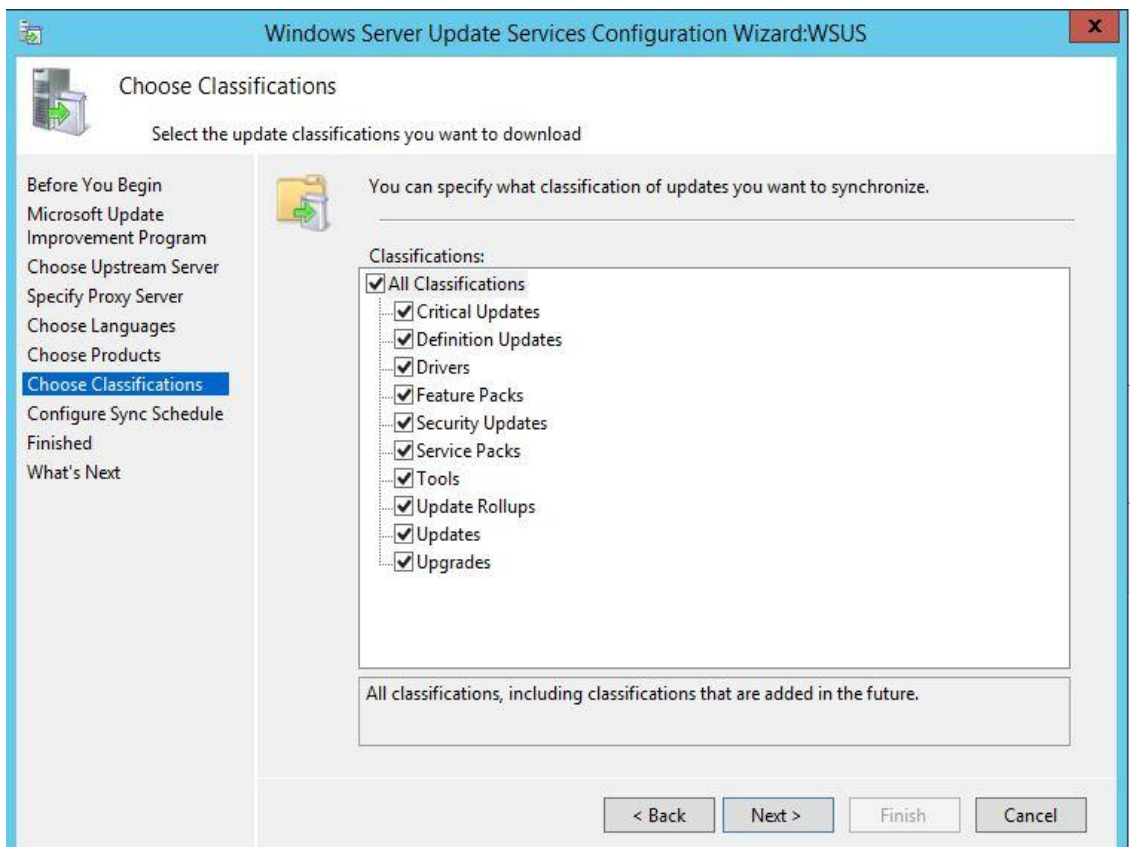 Windows Server Update Services Configuration Wizard:WSUS
x
Choose Classifications
Select the update classifications you want to download
Before You Begin
Microsoft Update
Improvement Program
Choose Upstream Server
Specify Proxy Server
Choose Languages
Choose Products
Choose Classifications
Configure Sync Schedule
Finished
What's Next
You can specify what classification of updates you want to synchronize.
Classifications:
All Classifications
Critical Updates
Definition Updates
Drivers
Feature Packs
Security Updates
Service Packs
Tools
Update Rollups
Updates
Upgrades
All classifications, including classifications that are added in the future.
< Back
Next >
Finish
Cancel